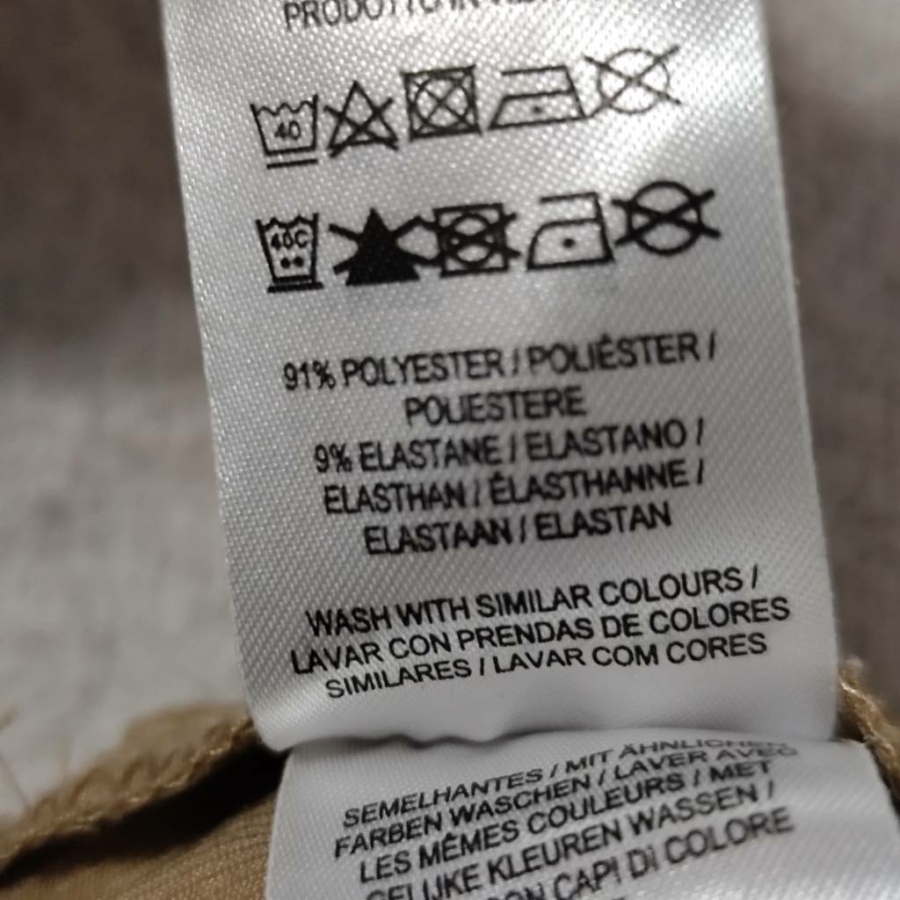 40
40C
91% POLYESTER / POLIÉSTER /
POLIESTERE
9% ELASTANE / ELASTANO /
ELASTHAN / ÉLASTHANNE /
ELASTAAN / ELASTAN
WASH WITH SIMILAR COLOURS /
LAVAR CON PRENDAS DE COLORES
SIMILARES / LAVAR COM CORES
SEMELHANTES / MIT ÄHNLICHEN
FARBEN WASCHEN / LAVER AVEC
LES MÊMES COULEURS / MET
GELIJKE KLEUREN WASSEN /
CON CAPI DI COLORE